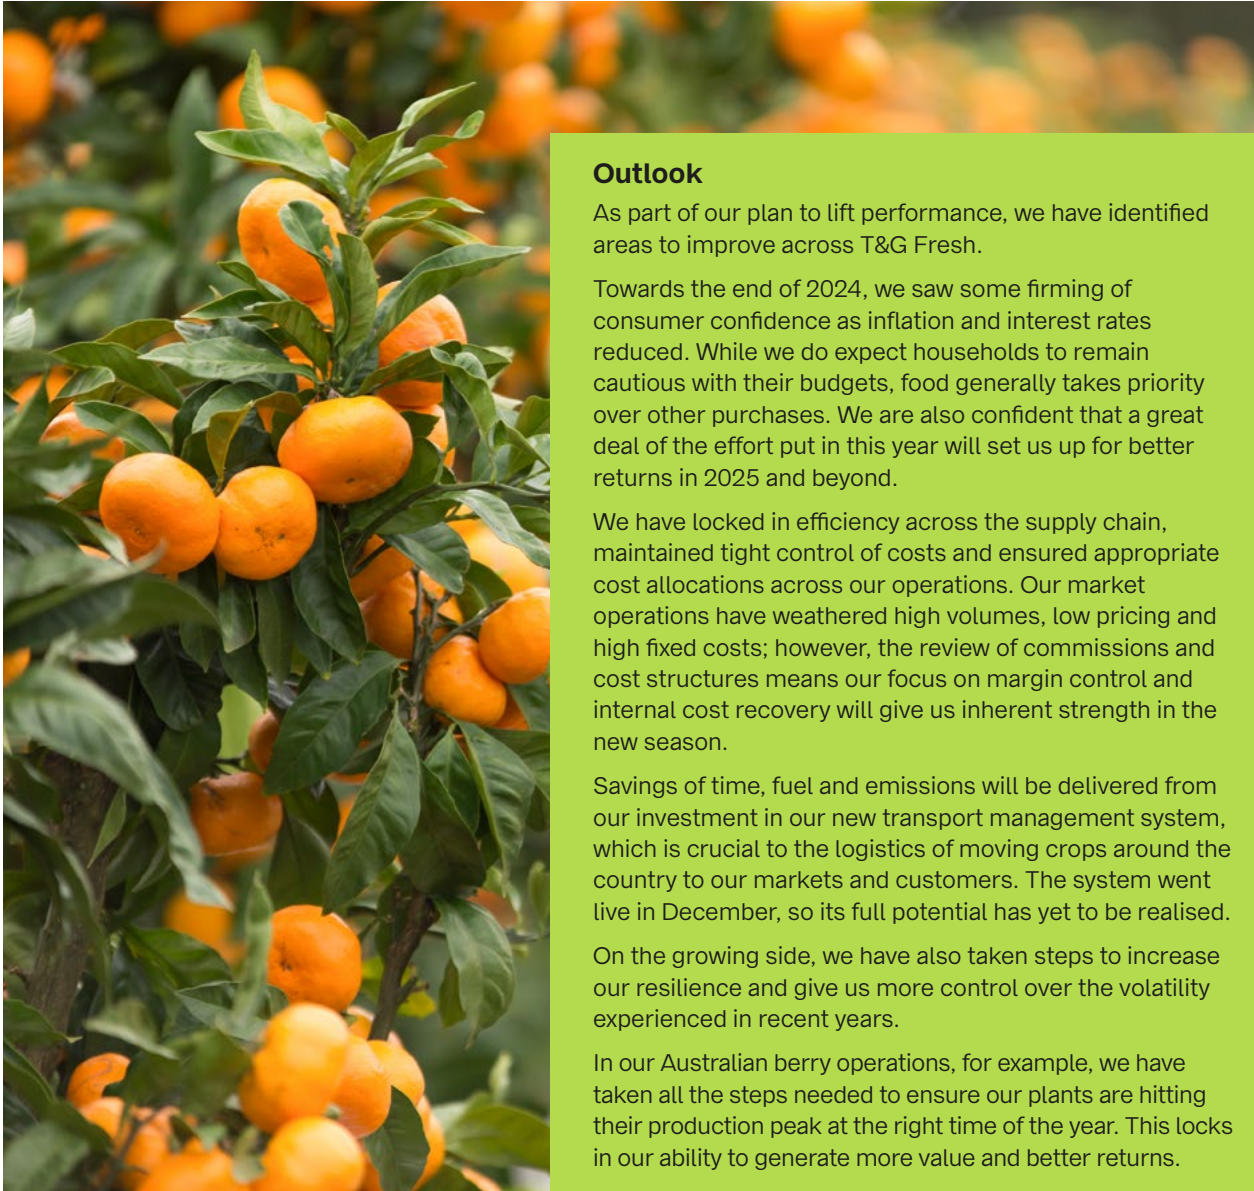 Outlook
As part of our plan to lift performance, we have identified
areas to improve across T&G Fresh.
Towards the end of 2024, we saw some firming of
consumer confidence as inflation and interest rates
reduced. While we do expect households to remain
cautious with their budgets, food generally takes priority
over other purchases. We are also confident that a great
deal of the effort put in this year will set us up for better
returns in 2025 and beyond.
We have locked in efficiency across the supply chain,
maintained tight control of costs and ensured appropriate
cost allocations across our operations. Our market
operations have weathered high volumes, low pricing and
high fixed costs; however, the review of commissions and
cost structures means our focus on margin control and
internal cost recovery will give us inherent strength in the
new season.
Savings of time, fuel and emissions will be delivered from
our investment in our new transport management system,
which is crucial to the logistics of moving crops around the
country to our markets and customers. The system went
live in December, so its full potential has yet to be realised.
On the growing side, we have also taken steps to increase
our resilience and give us more control over the volatility
experienced in recent years.
In our Australian berry operations, for example, we have
taken all the steps needed to ensure our plants are hitting
their production peak at the right time of the year. This locks
in our ability to generate more value and better returns.